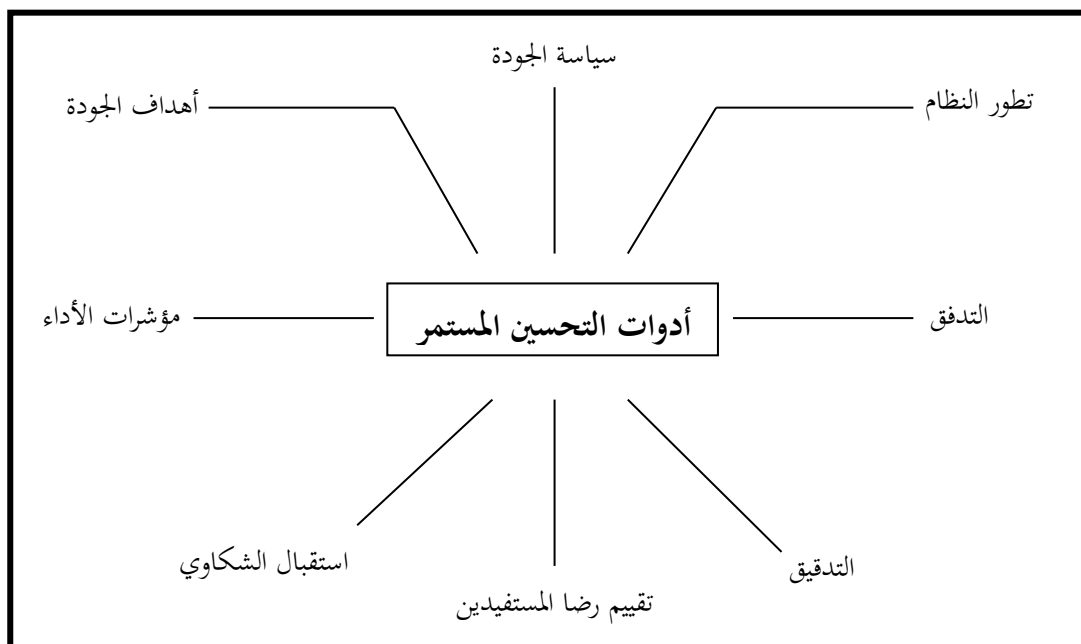 سياسة الجودة
تطور النظام
أهداف الجودة
التدفق
أدوات التحسين المستمر
مؤشرات الأداء
التدقيق
استقبال الشكاوي
تقييم رضا المستفيدين